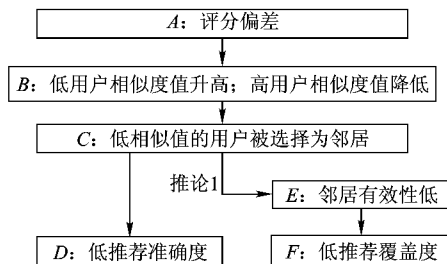 A：评分偏差
B：低用户相似度值升高；高用户相似度值降低
C：低相似值的用户被选择为邻居
推论1
E：邻居有效性低
D：低推荐准确度
F：低推荐覆盖度